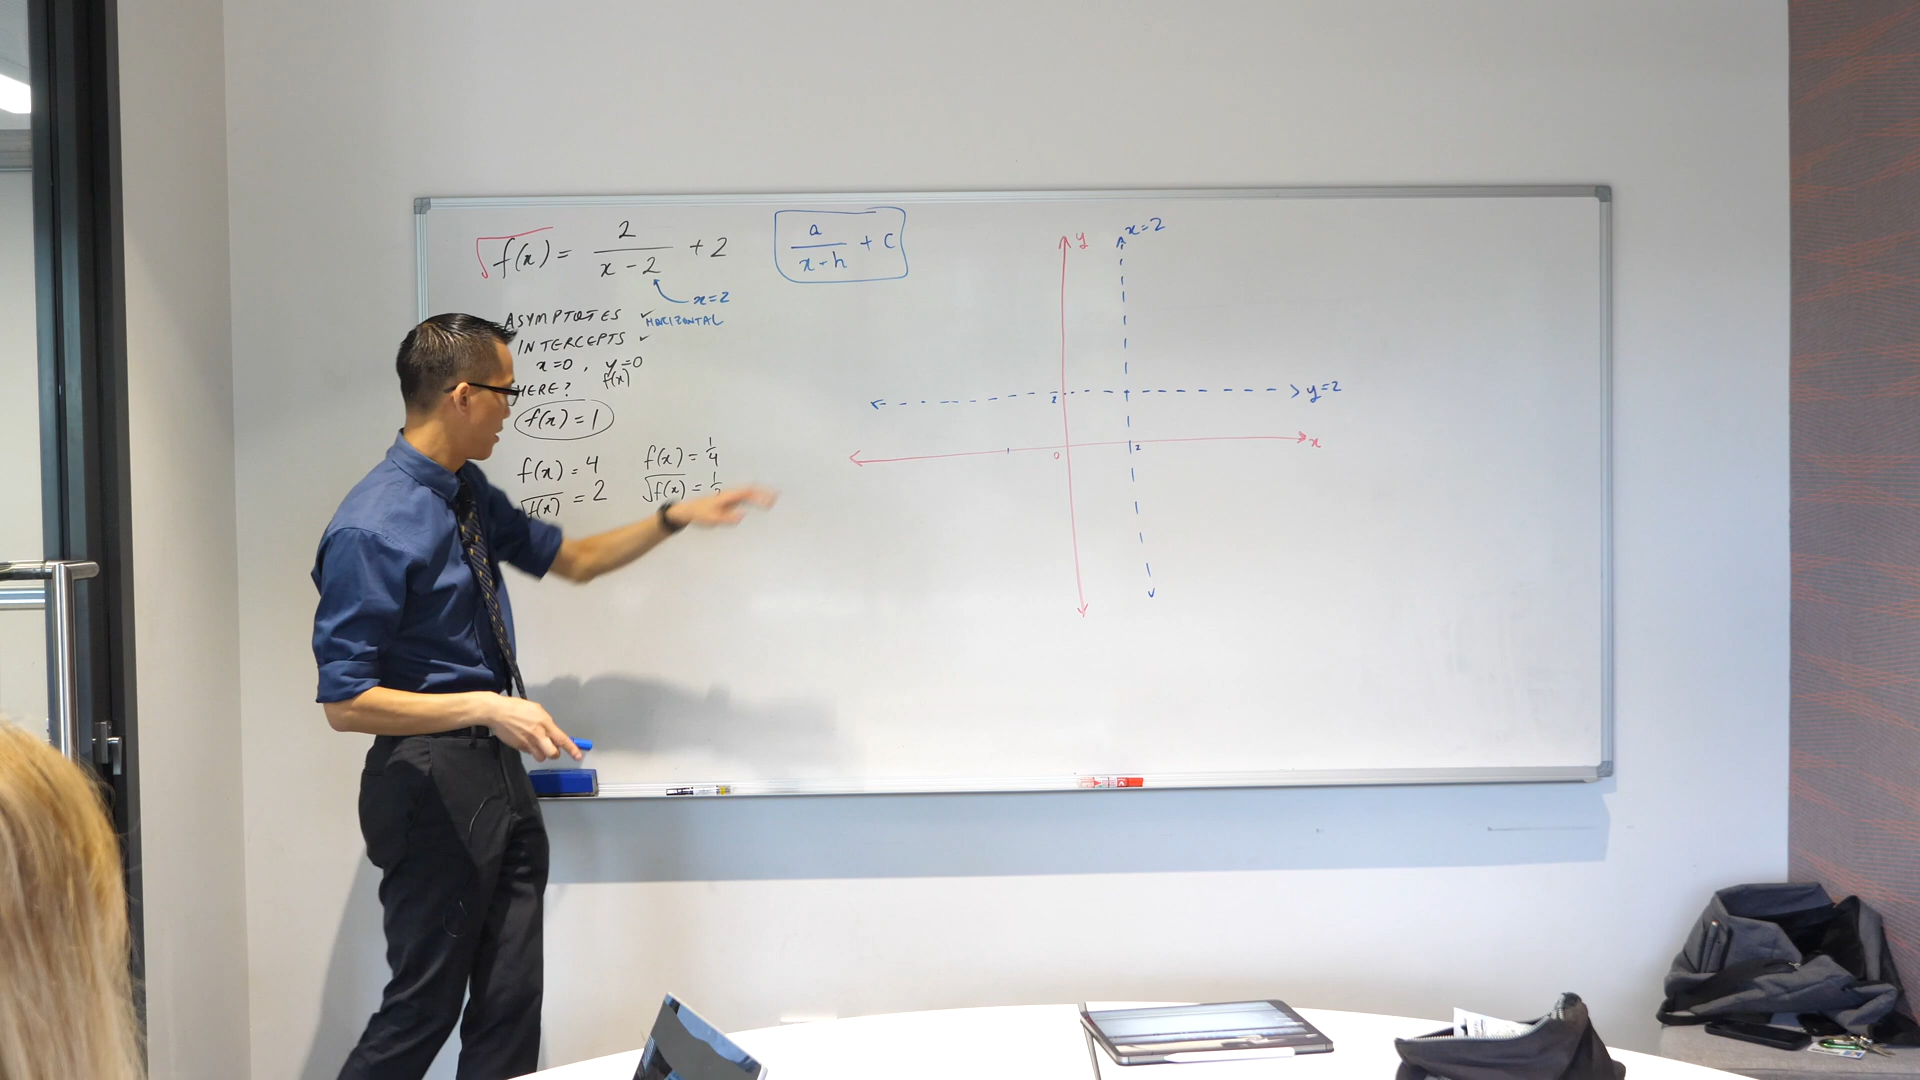 √f(x) = 2/(x-2) + 2
a/(x-h) + C
x=2
ASYMPTOTES ✓
HORIZONTAL
INTERCEPTS ✓
x=0, y=0
f(x)
HERE?
f(x) = 1
f(x) = 4
√f(x) = 2
f(x) = 1/4
√f(x) = 1/
y
x=2
2
y=2
x
0
2